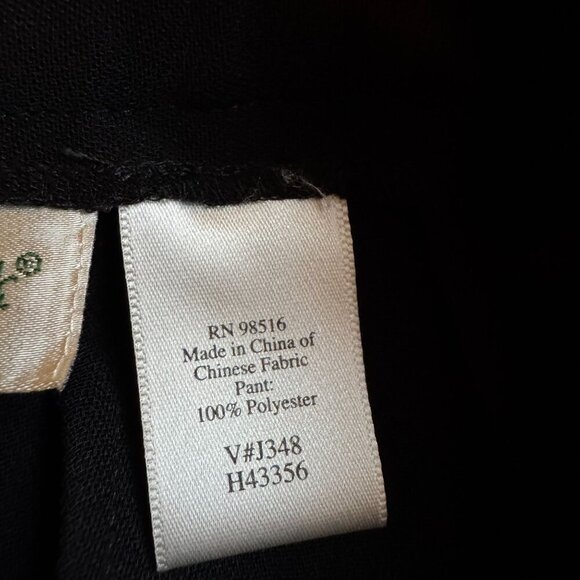 RN 98516
Made in China of
Chinese Fabric
Pant:
100% Polyester
V#J348
H43356
®